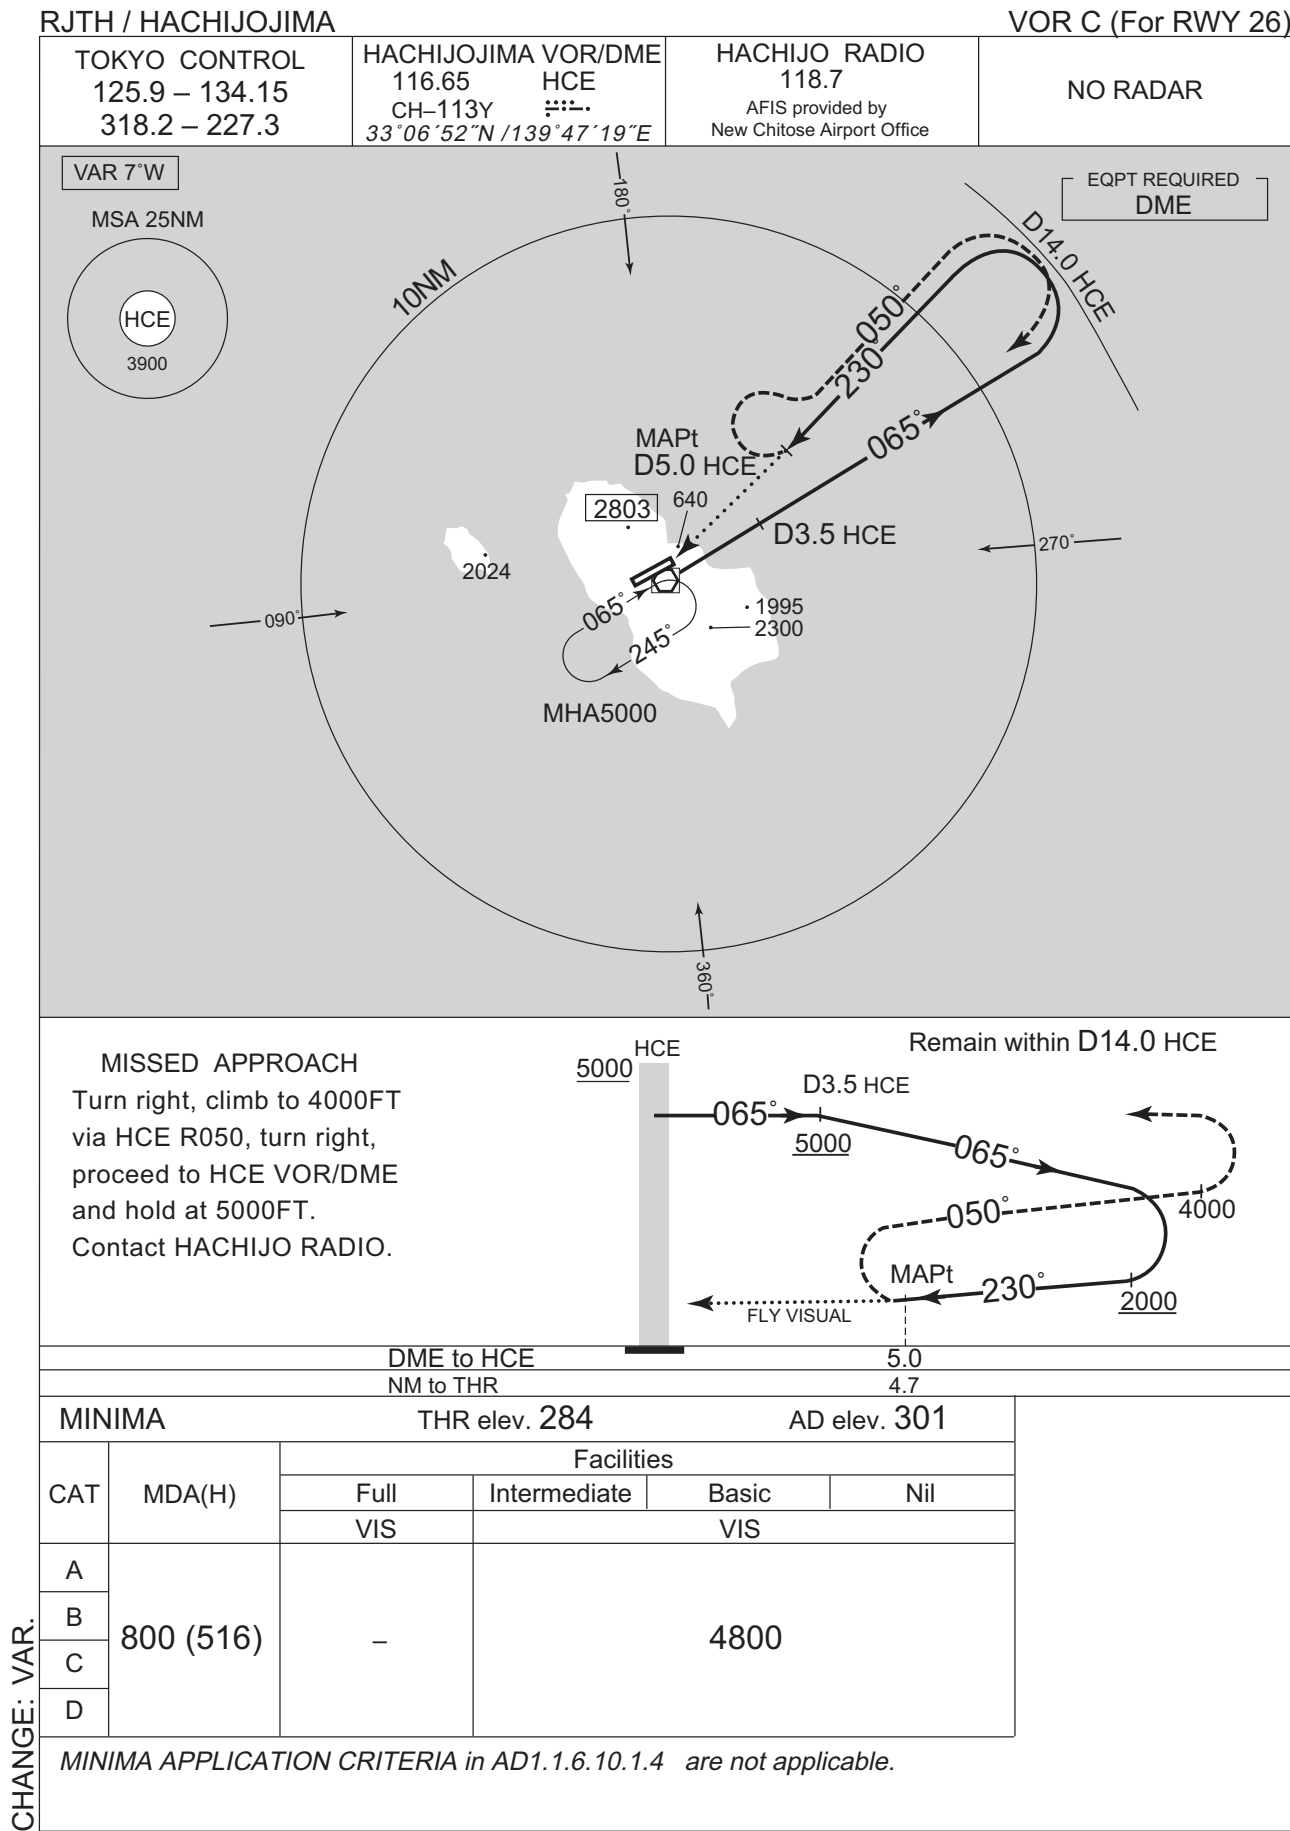 RJTH / HACHIJOJIMA
VOR C (For RWY 26)
TOKYO CONTROL
125.9 – 134.15
318.2 – 227.3
HACHIJOJIMA VOR/DME
116.65 HCE
CH–113Y
33°06´52˝N /139°47´19˝E
HACHIJO RADIO
118.7
AFIS provided by
New Chitose Airport Office
NO RADAR
VAR 7°W
MSA 25NM
HCE
3900
EQPT REQUIRED
DME
180°
10NM
D14.0 HCE
050°
230°
065°
MAPt
D5.0 HCE
2803
640
D3.5 HCE
270°
2024
090°
065°
245°
1995
2300
MHA5000
360°
MISSED APPROACH
Turn right, climb to 4000FT
via HCE R050, turn right,
proceed to HCE VOR/DME
and hold at 5000FT.
Contact HACHIJO RADIO.
Remain within D14.0 HCE
HCE
5000
D3.5 HCE
065°
5000
065°
050°
4000
MAPt
230°
2000
FLY VISUAL
DME to HCE 5.0
NM to THR 4.7
MINIMA THR elev. 284 AD elev. 301
CAT MDA(H) Facilities
Full Intermediate Basic Nil
VIS VIS
A
B
C
D
800 (516) – 4800
MINIMA APPLICATION CRITERIA in AD1.1.6.10.1.4 are not applicable.
CHANGE: VAR.